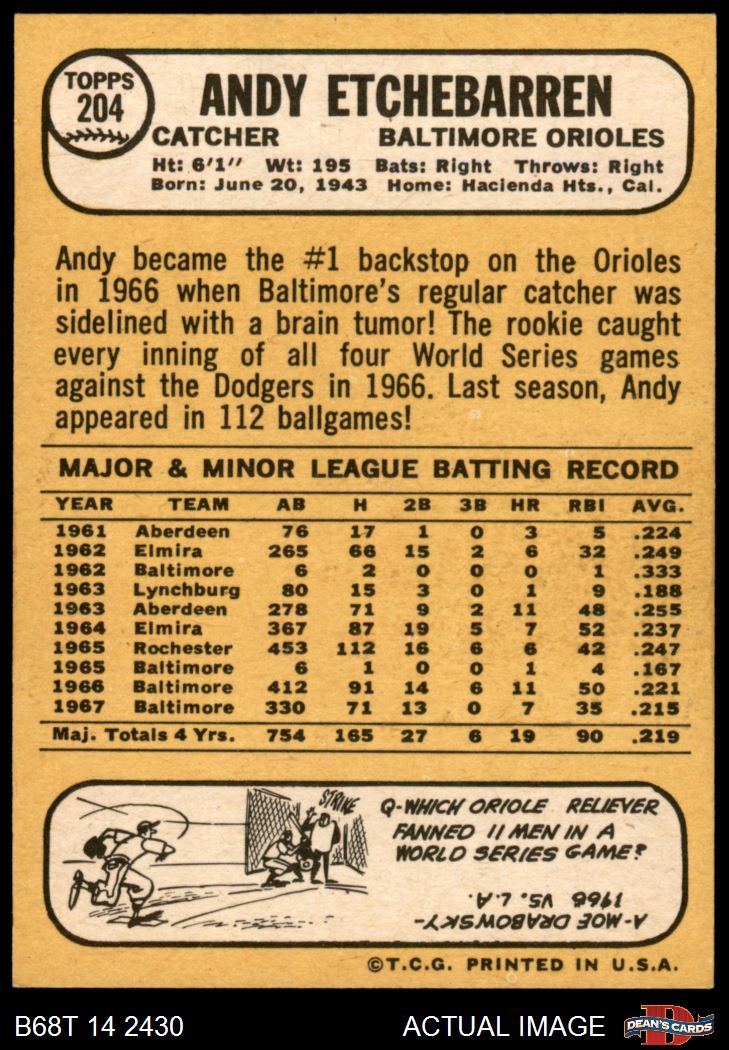 TOPPS
204
ANDY ETCHEBARREN
CATCHER BALTIMORE ORIOLES
Ht: 6'1" Wt: 195 Bats: Right Throws: Right
Born: June 20, 1943 Home: Hacienda Hts., Cal.
Andy became the #1 backstop on the Orioles
in 1966 when Baltimore's regular catcher was
sidelined with a brain tumor! The rookie caught
every inning of all four World Series games
against the Dodgers in 1966. Last season, Andy
appeared in 112 ballgames!
MAJOR & MINOR LEAGUE BATTING RECORD
YEAR TEAM AB H 2B 3B HR RBI AVG.
1961 Aberdeen 76 17 1 0 3 5 .224
1962 Elmira 265 66 15 2 6 32 .249
1962 Baltimore 6 2 0 0 0 1 .333
1963 Lynchburg 80 15 3 0 1 9 .188
1963 Aberdeen 278 71 9 2 11 48 .255
1964 Elmira 367 87 19 5 7 52 .237
1965 Rochester 453 112 16 6 6 42 .247
1965 Baltimore 6 1 0 0 1 4 .167
1966 Baltimore 412 91 14 6 11 50 .221
1967 Baltimore 330 71 13 0 7 35 .215
Maj. Totals 4 Yrs. 754 165 27 6 19 90 .219
STRIKE
Q-WHICH ORIOLE RELIEVER
FANNED 11 MEN IN A
WORLD SERIES GAME?
A-MOE DRABOWSKY-
1966 VS. L.A.
©T.C.G. PRINTED IN U.S.A.
B68T 14 2430 ACTUAL IMAGE
D
DEAN'S CARDS